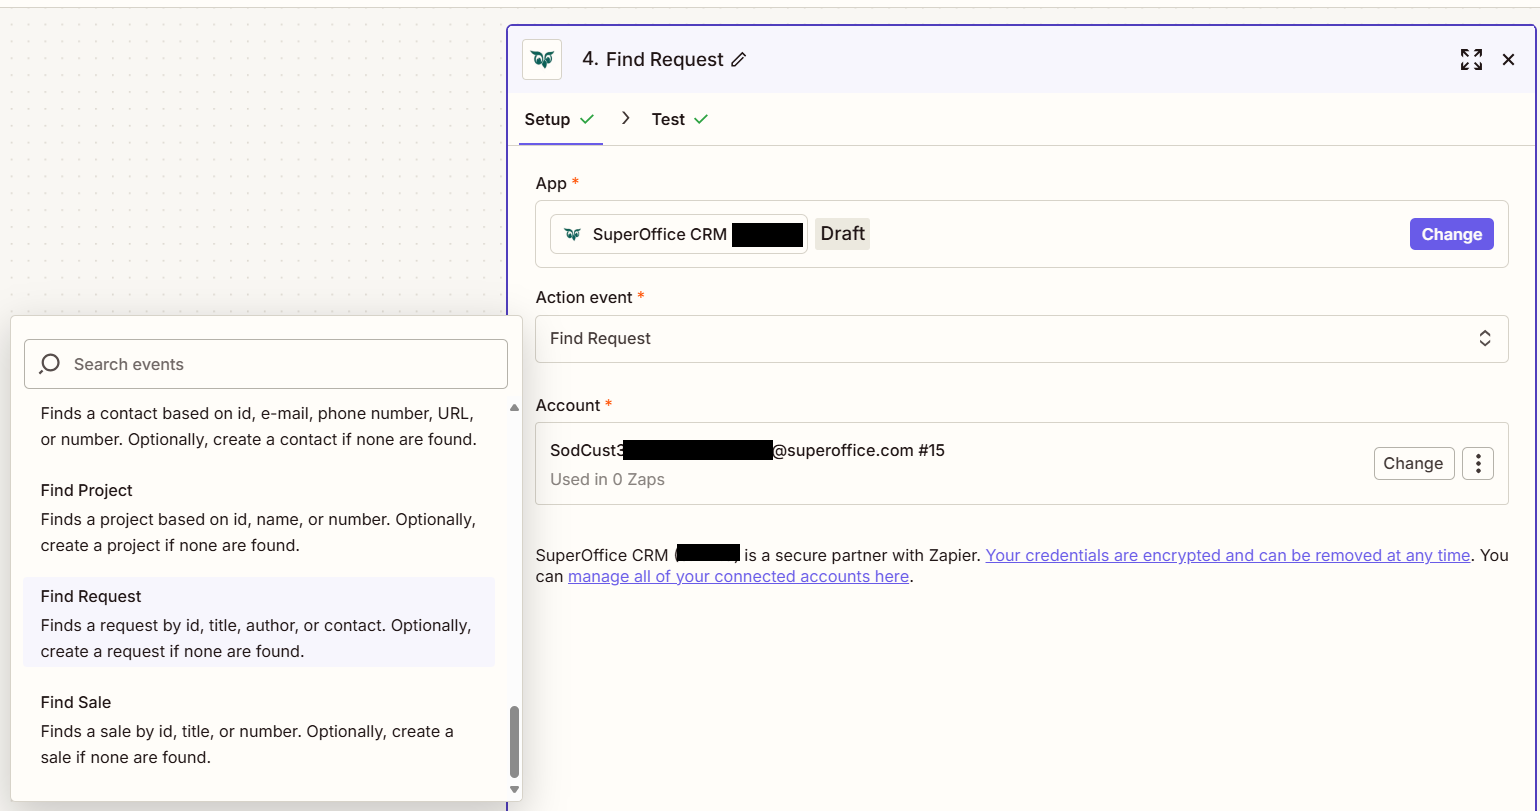 4. Find Request
Setup
Test
App *
SuperOffice CRM
Draft
Change
Action event *
Find Request
Account *
SodCust3
@superoffice.com #15
Used in 0 Zaps
Change
SuperOffice CRM ( is a secure partner with Zapier. Your credentials are encrypted and can be removed at any time. You
can manage all of your connected accounts here.
Search events
Finds a contact based on id, e-mail, phone number, URL,
or number. Optionally, create a contact if none are found.
Find Project
Finds a project based on id, name, or number. Optionally,
create a project if none are found.
Find Request
Finds a request by id, title, author, or contact. Optionally,
create a request if none are found.
Find Sale
Finds a sale by id, title, or number. Optionally, create a
sale if none are found.